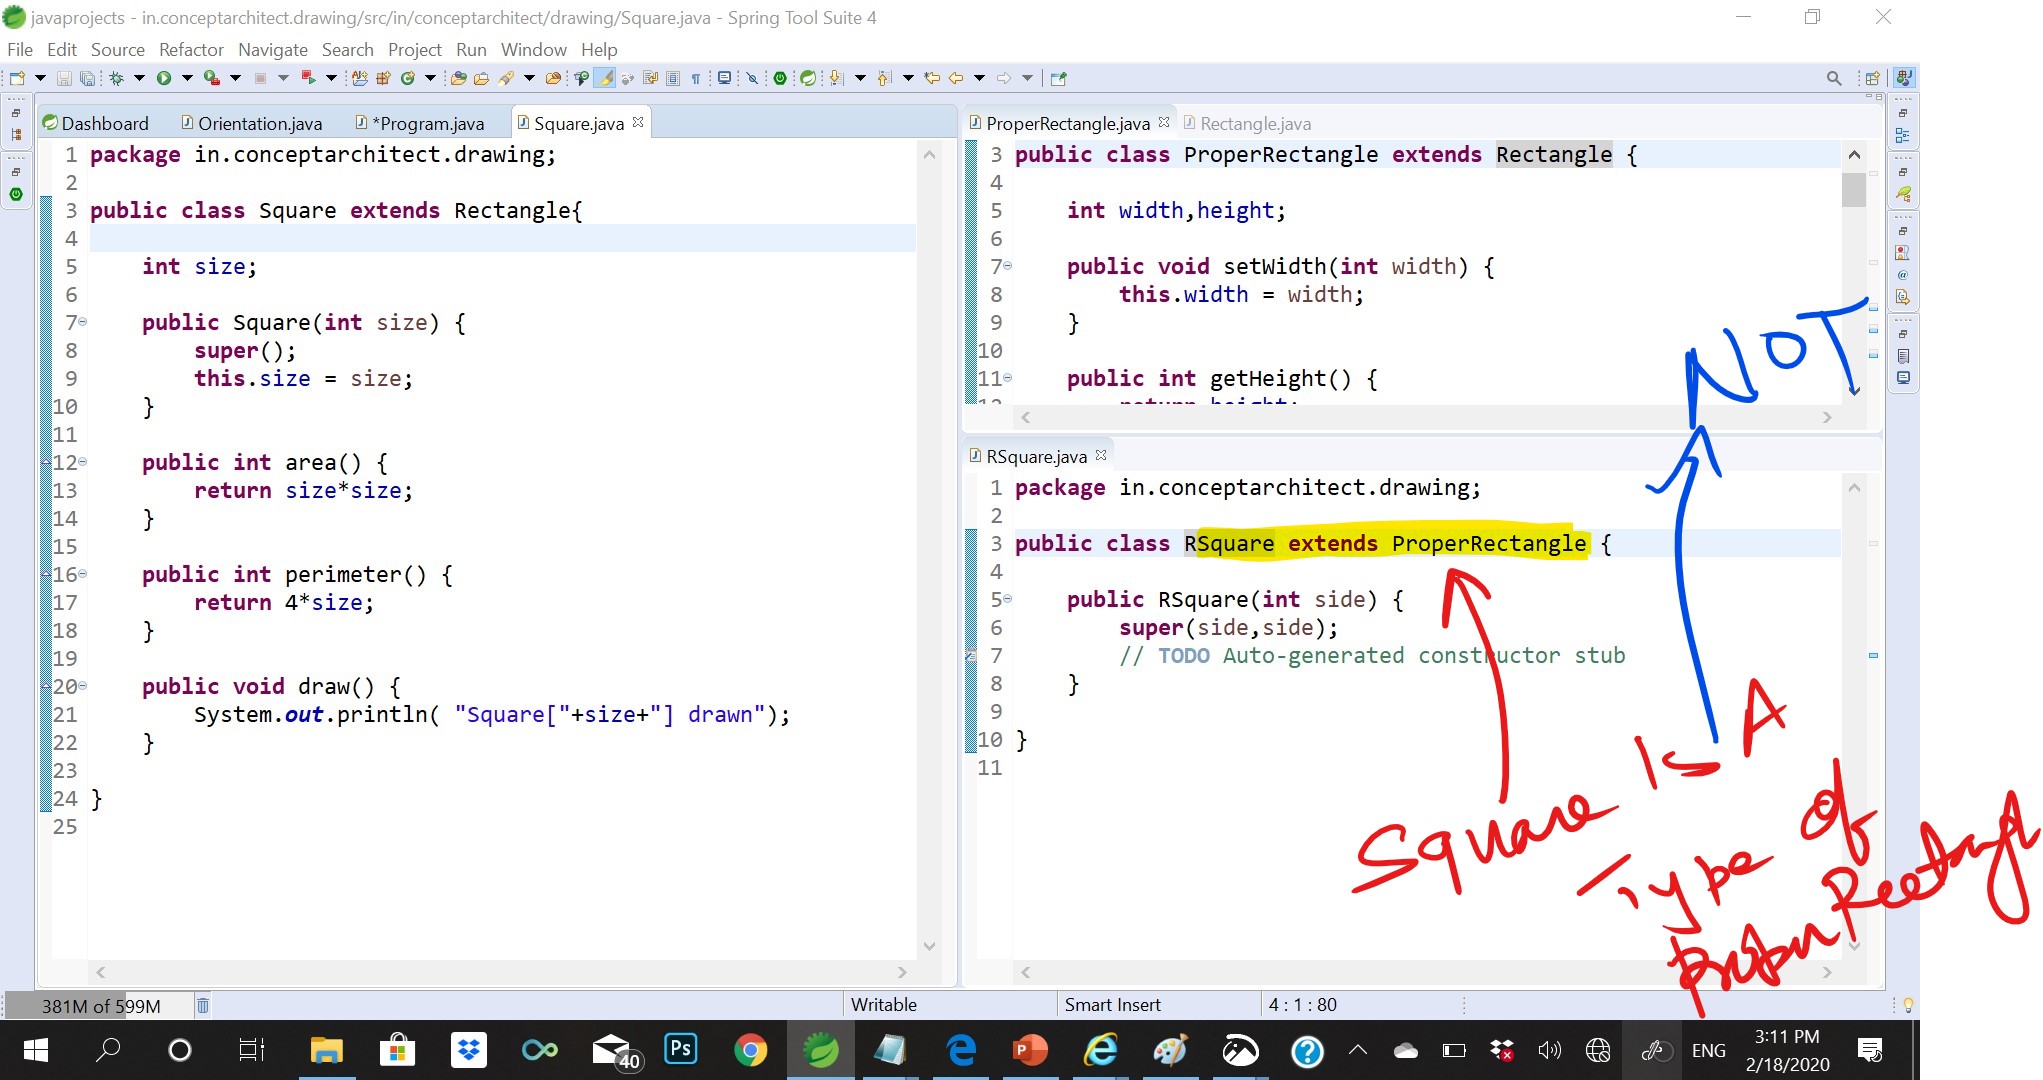 javaprojects - in.conceptarchitect.drawing/src/in/conceptarchitect/drawing/Square.java - Spring Tool Suite 4
File Edit Source Refactor Navigate Search Project Run Window Help
Dashboard Orientation.java *Program.java Square.java
1 package in.conceptarchitect.drawing;
2
3 public class Square extends Rectangle{
4
5 int size;
6
7 public Square(int size) {
8 super();
9 this.size = size;
10 }
11
12 public int area() {
13 return size*size;
14 }
15
16 public int perimeter() {
17 return 4*size;
18 }
19
20 public void draw() {
21 System.out.println( "Square["+size+"] drawn");
22 }
23
24 }
25
ProperRectangle.java Rectangle.java
3 public class ProperRectangle extends Rectangle {
4
5 int width,height;
6
7 public void setWidth(int width) {
8 this.width = width;
9 }
10
11 public int getHeight() {
12 return height;
NOT
RSquare.java
1 package in.conceptarchitect.drawing;
2
3 public class RSquare extends ProperRectangle {
4
5 public RSquare(int side) {
6 super(side,side);
7 // TODO Auto-generated constructor stub
8 }
9
10 }
11
Square Is A
Type of
ProperRectangle
381M of 599M Writable Smart Insert 4 : 1 : 80
40 Ps P ENG 3:11 PM
2/18/2020